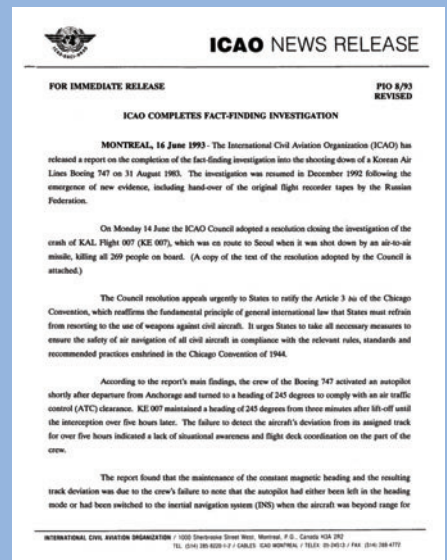 ICAO NEWS RELEASE
FOR IMMEDIATE RELEASE PIO 8/93
REVISED
ICAO COMPLETES FACT-FINDING INVESTIGATION
MONTREAL, 16 June 1993 - The International Civil Aviation Organization (ICAO) has
released a report on the completion of the fact-finding investigation into the shooting down of a Korean Air
Lines Boeing 747 on 31 August 1983. The investigation was resumed in December 1992 following the
emergence of new evidence, including hand-over of the original flight recorder tapes by the Russian
Federation.
On Monday 14 June the ICAO Council adopted a resolution closing the investigation of the
crash of KAL Flight 007 (KE 007), which was en route to Seoul when it was shot down by an air-to-air
missile, killing all 269 people on board. (A copy of the text of the resolution adopted by the Council is
attached.)
The Council resolution appeals urgently to States to ratify the Article 3 bis of the Chicago
Convention, which reaffirms the fundamental principle of general international law that States must refrain
from resorting to the use of weapons against civil aircraft. It urges States to take all necessary measures to
ensure the safety of air navigation of all civil aircraft in compliance with the relevant rules, standards and
recommended practices enshrined in the Chicago Convention of 1944.
According to the report's main findings, the crew of the Boeing 747 activated an autopilot
shortly after departure from Anchorage and turned to a heading of 245 degrees to comply with an air traffic
control (ATC) clearance. KE 007 maintained a heading of 245 degrees from three minutes after lift-off until
the interception over five hours later. The failure to detect the aircraft's deviation from its assigned track
for over five hours indicated a lack of situational awareness and flight deck coordination on the part of the
crew.
The report found that the maintenance of the constant magnetic heading and the resulting
track deviation was due to the crew's failure to note that the autopilot had either been left in the heading
mode or had been switched to the inertial navigation system (INS) when the aircraft was beyond range for
INTERNATIONAL CIVIL AVIATION ORGANIZATION / 1000 Sherbrooke Street West, Montreal, P.Q., Canada H3A 2R2
TEL. (514) 285-8220-1-2 / CABLES ICAO MONTREAL / TELEX 05-24513 / FAX (514) 288-4772